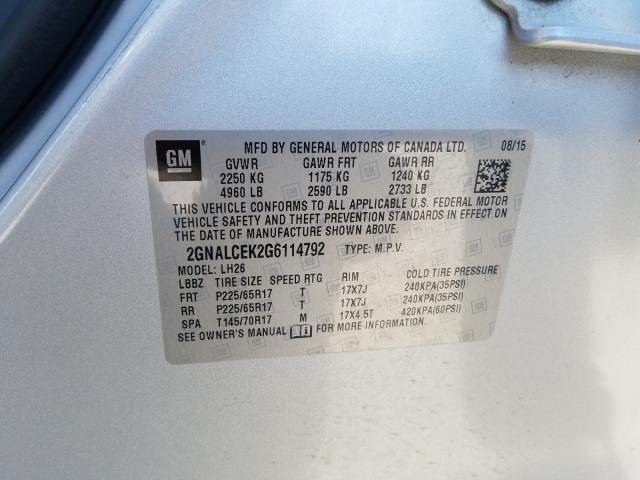 GM
MFD BY GENERAL MOTORS OF CANADA LTD. 08/15
GVWR GAWR FRT GAWR RR
2250 KG 1175 KG 1240 KG
4960 LB 2590 LB 2733 LB
THIS VEHICLE CONFORMS TO ALL APPLICABLE U.S. FEDERAL MOTOR
VEHICLE SAFETY AND THEFT PREVENTION STANDARDS IN EFFECT ON
THE DATE OF MANUFACTURE SHOWN ABOVE.
2GNALCEK2G6114792 TYPE: M.P.V.
MODEL: LH26
LBBZ TIRE SIZE SPEED RTG RIM COLD TIRE PRESSURE
FRT P225/65R17 T 17X7J 240KPA(35PSI)
RR P225/65R17 T 17X7J 240KPA(35PSI)
SPA T145/70R17 M 17X4.5T 420KPA(60PSI)
SEE OWNER'S MANUAL FOR MORE INFORMATION